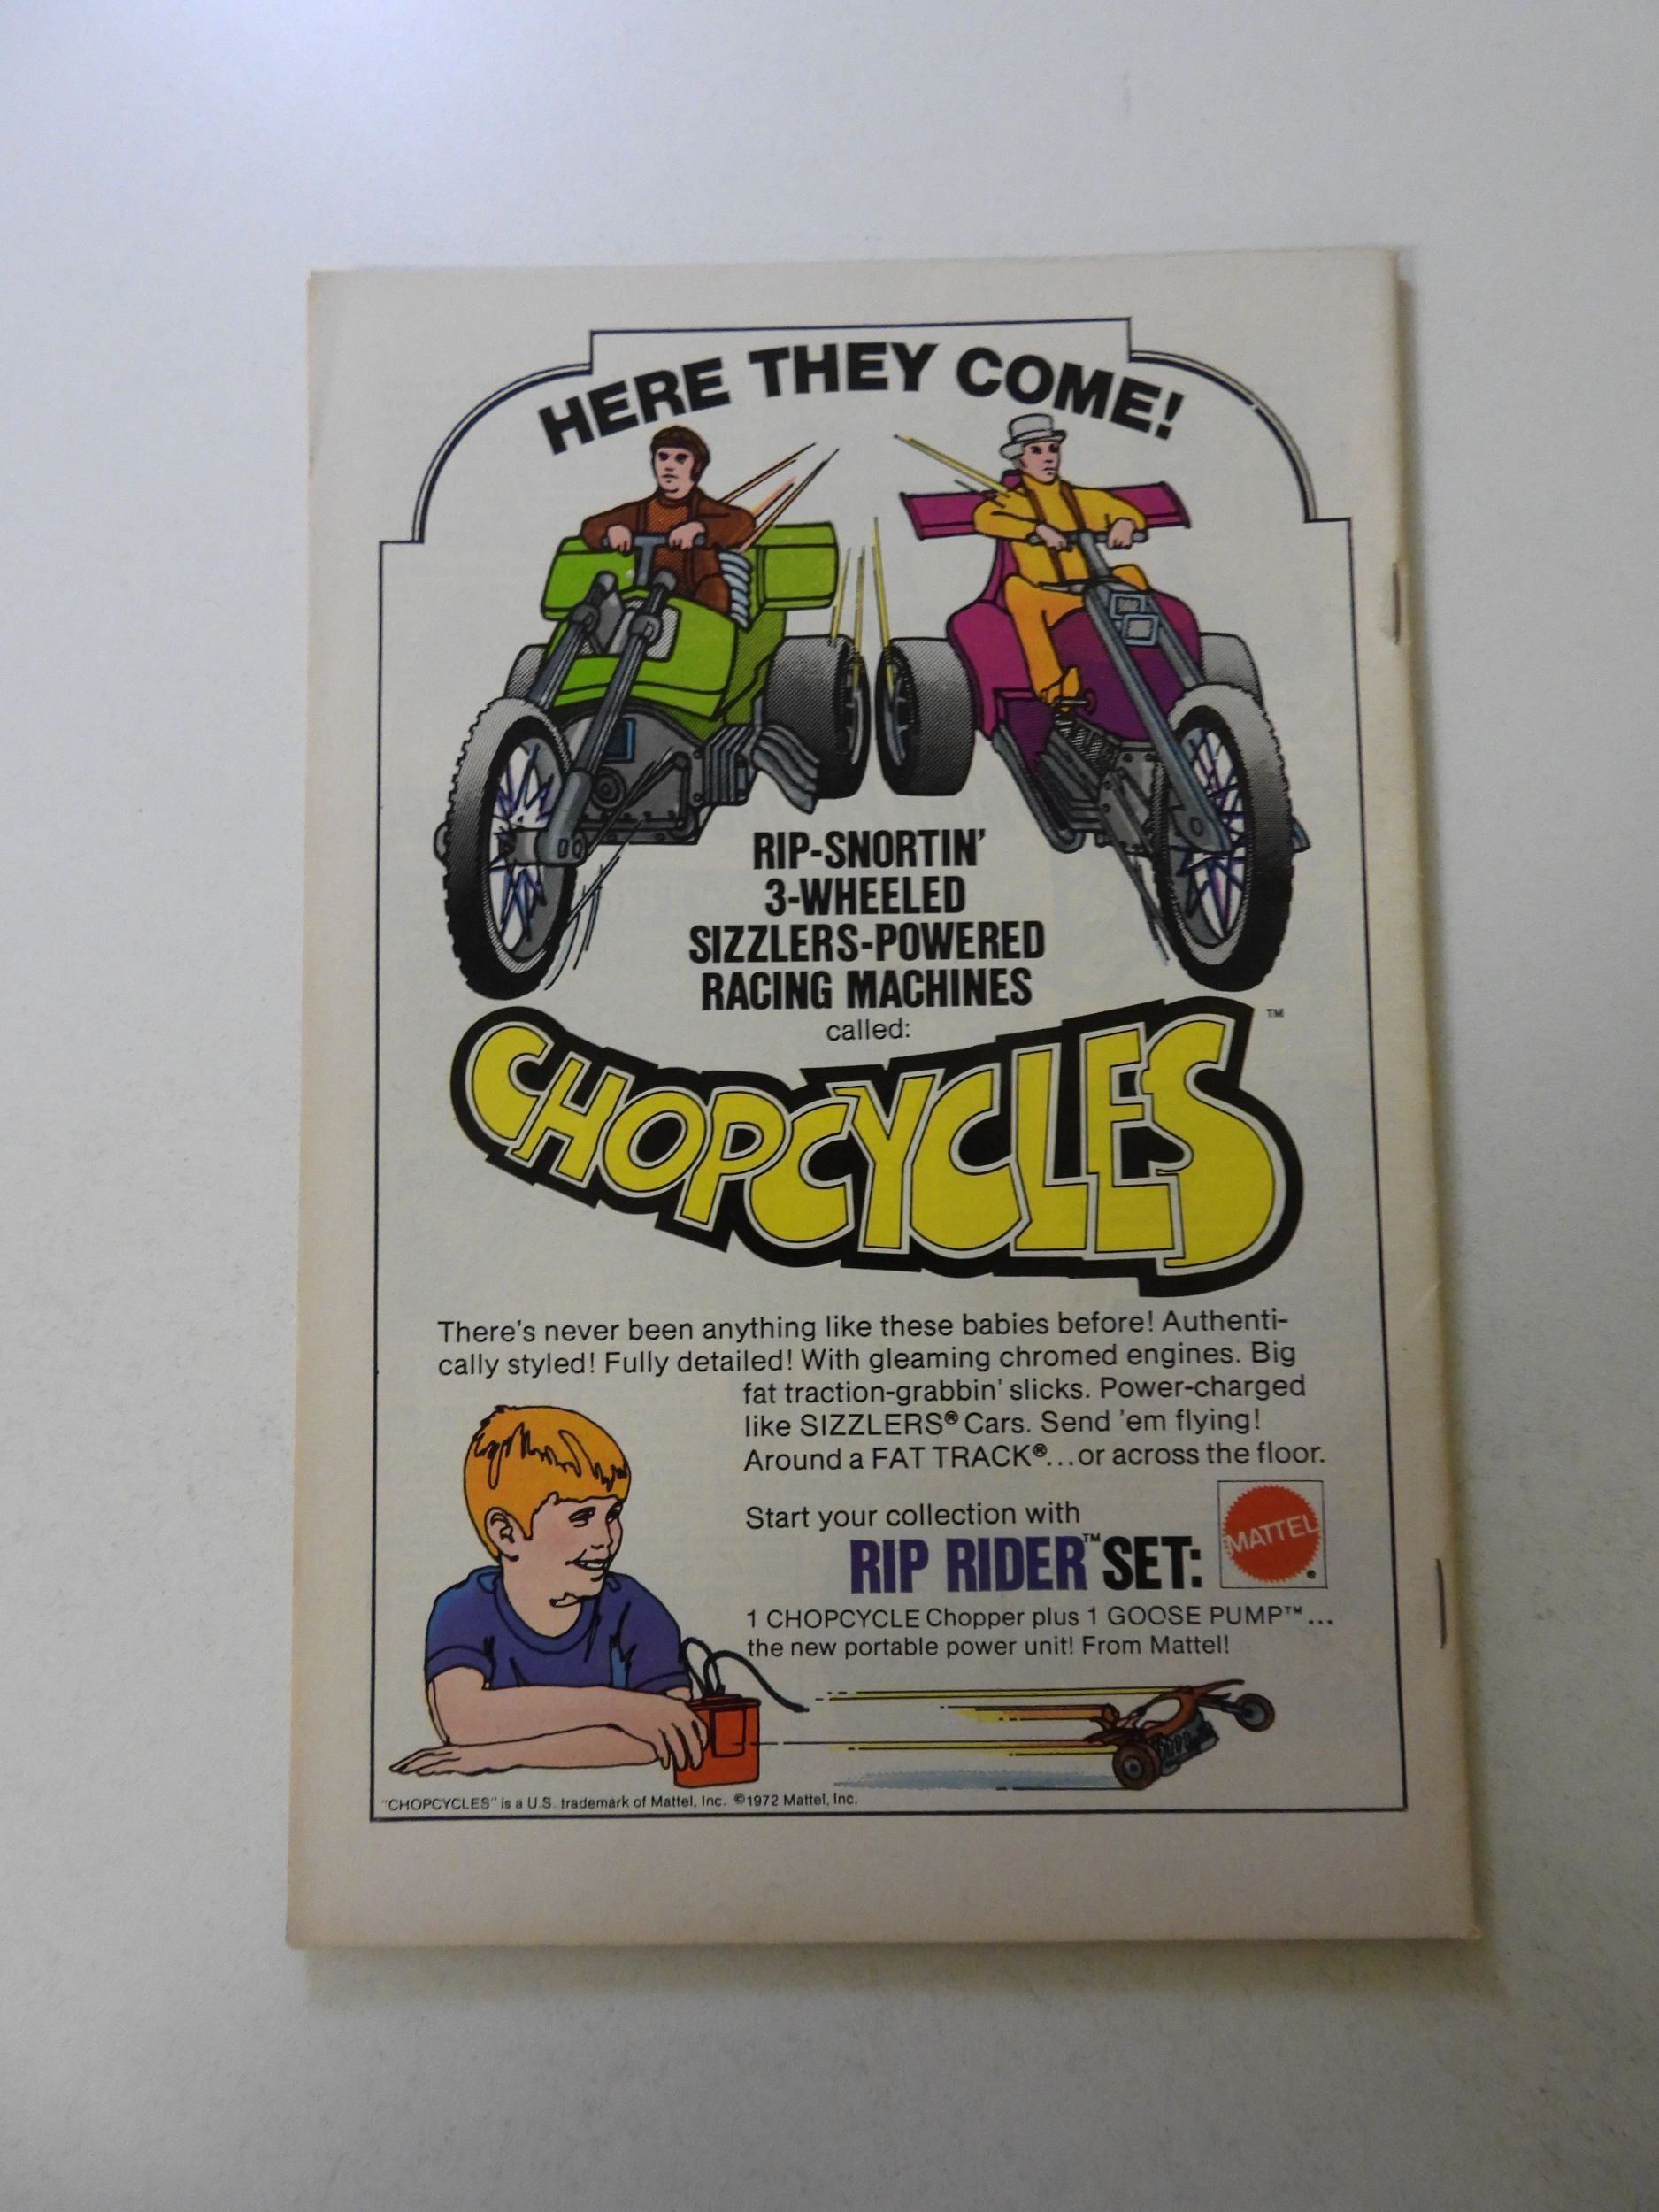 HERE THEY COME!
RIP-SNORTIN'
3-WHEELED
SIZZLERS-POWERED
RACING MACHINES
called:
CHOPCYCLES™
There's never been anything like these babies before! Authenti-
cally styled! Fully detailed! With gleaming chromed engines. Big
fat traction-grabbin' slicks. Power-charged
like SIZZLERS® Cars. Send 'em flying!
Around a FAT TRACK®...or across the floor.
Start your collection with
RIP RIDER™ SET:
MATTEL®
1 CHOPCYCLE Chopper plus 1 GOOSE PUMP™...
the new portable power unit! From Mattel!
"CHOPCYCLES" is a U.S. trademark of Mattel, Inc. ©1972 Mattel, Inc.